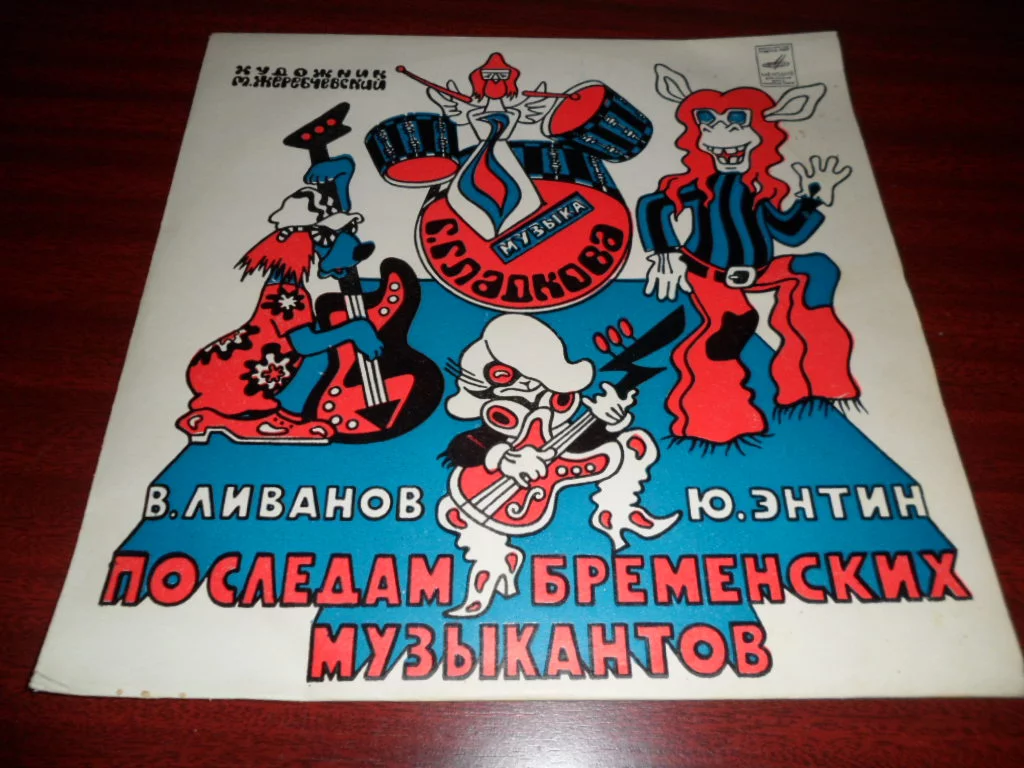 ХУДОЖНИК
М. ЖЕРЕБЧЕВСКИЙ
МУЗЫКА
Г. ГЛАДКОВА
В. ЛИВАНОВ
Ю. ЭНТИН
ПО СЛЕДАМ БРЕМЕНСКИХ
МУЗЫКАНТОВ